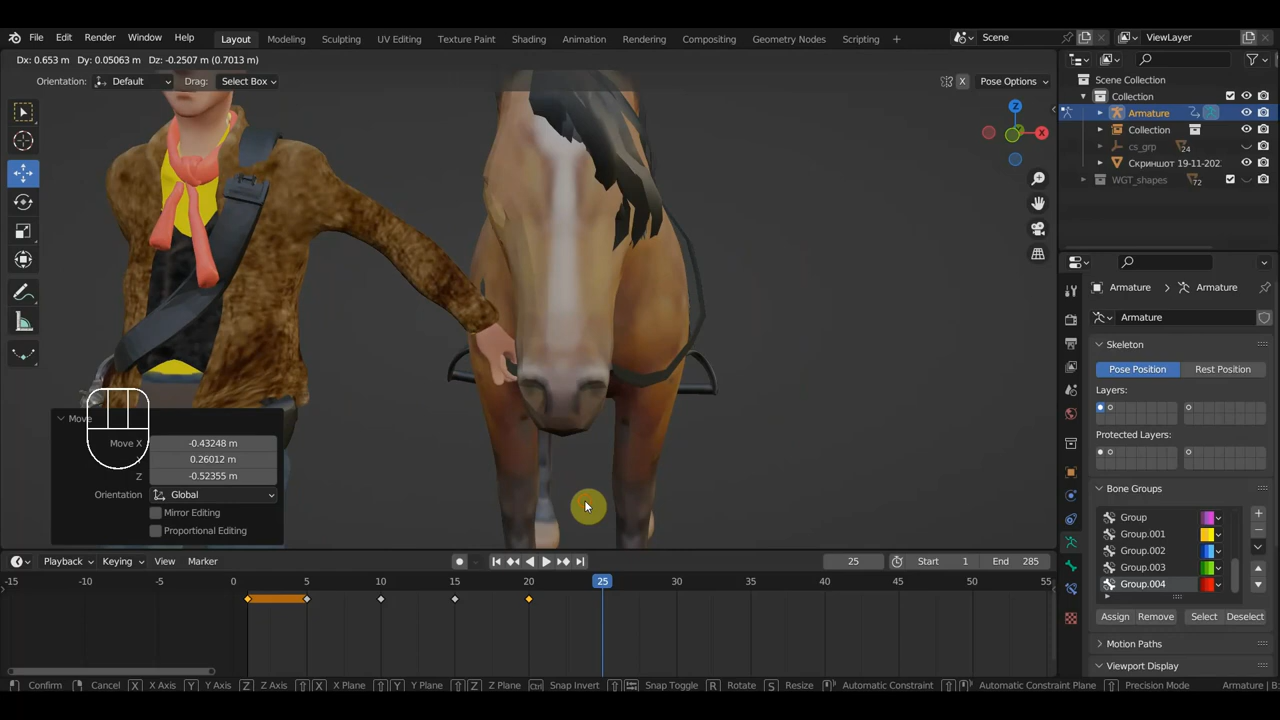 File Edit Render Window Help Layout Modeling Sculpting UV Editing Texture Paint Shading Animation Rendering Compositing Geometry Nodes Scripting + Scene ViewLayer
Dx: 0.653 m Dy: 0.05063 m Dz: -0.2507 m (0.7013 m)
Orientation: Default Drag: Select Box X Pose Options
Scene Collection
Collection
Armature
Collection
cs_grp 24
Скриншот 19-11-202
WGT_shapes 72
Z
X
Armature Armature
Armature
Skeleton
Pose Position Rest Position
Layers:
Protected Layers:
Bone Groups
Group
Group.001
Group.002
Group.003
Group.004
Assign Remove Select Deselect
Motion Paths
Viewport Display
Move
Move X -0.43248 m
0.26012 m
Z -0.52355 m
Orientation Global
Mirror Editing
Proportional Editing
Playback Keying View Marker 25 Start 1 End 285
-15 -10 -5 0 5 10 15 20 25 30 35 40 45 50 55
Confirm Cancel X X Axis Y Y Axis Z Z Axis X X Plane Y Y Plane Z Z Plane Ctrl Snap Invert Snap Toggle R Rotate S Resize Automatic Constraint Automatic Constraint Plane Precision Mode Armature | B: